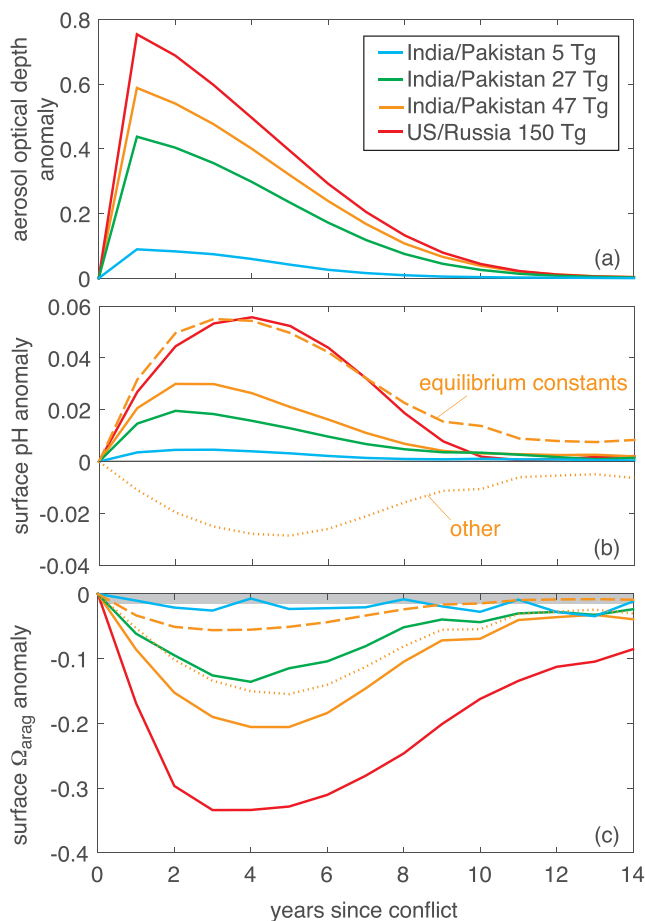 aerosol optical depth
anomaly
0.8
0.6
0.4
0.2
0
India/Pakistan 5 Tg
India/Pakistan 27 Tg
India/Pakistan 47 Tg
US/Russia 150 Tg
(a)
surface pH anomaly
0.06
0.04
0.02
0
-0.02
-0.04
equilibrium constants
other
(b)
surface Ωarag anomaly
0
-0.1
-0.2
-0.3
-0.4
(c)
0 2 4 6 8 10 12 14
years since conflict